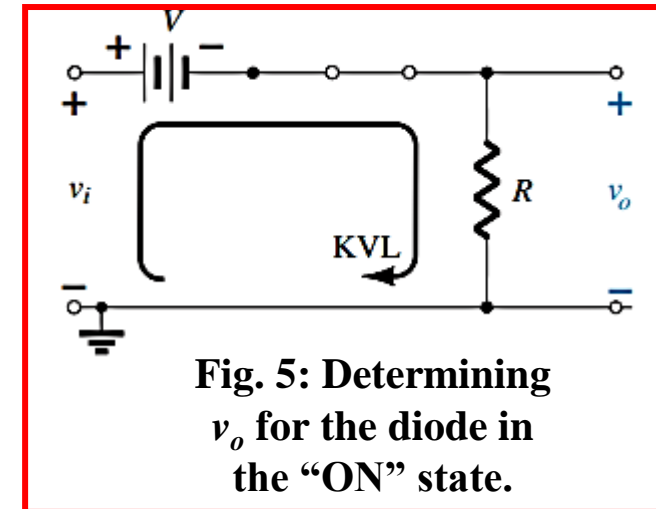 V
+ −
+ +
vᵢ R vₒ
KVL
− −
Fig. 5: Determining
vₒ for the diode in
the “ON” state.